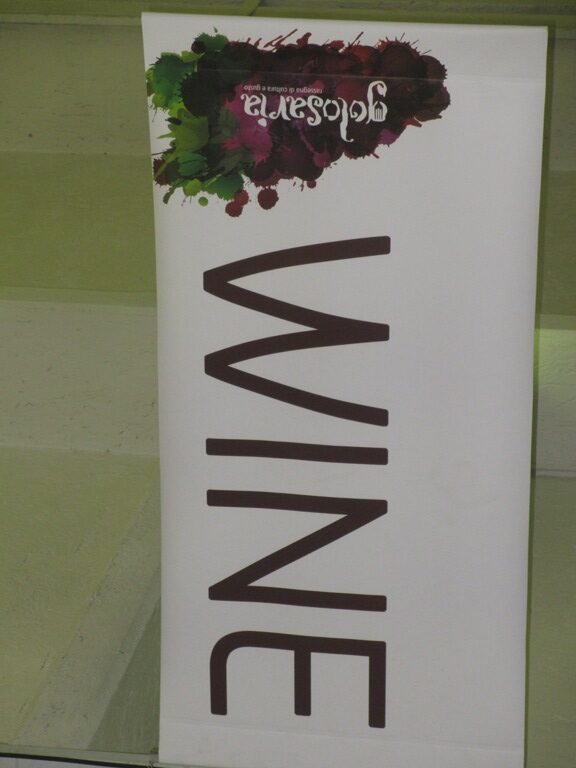 golosaria
rassegna di cultura e gusto
WINE